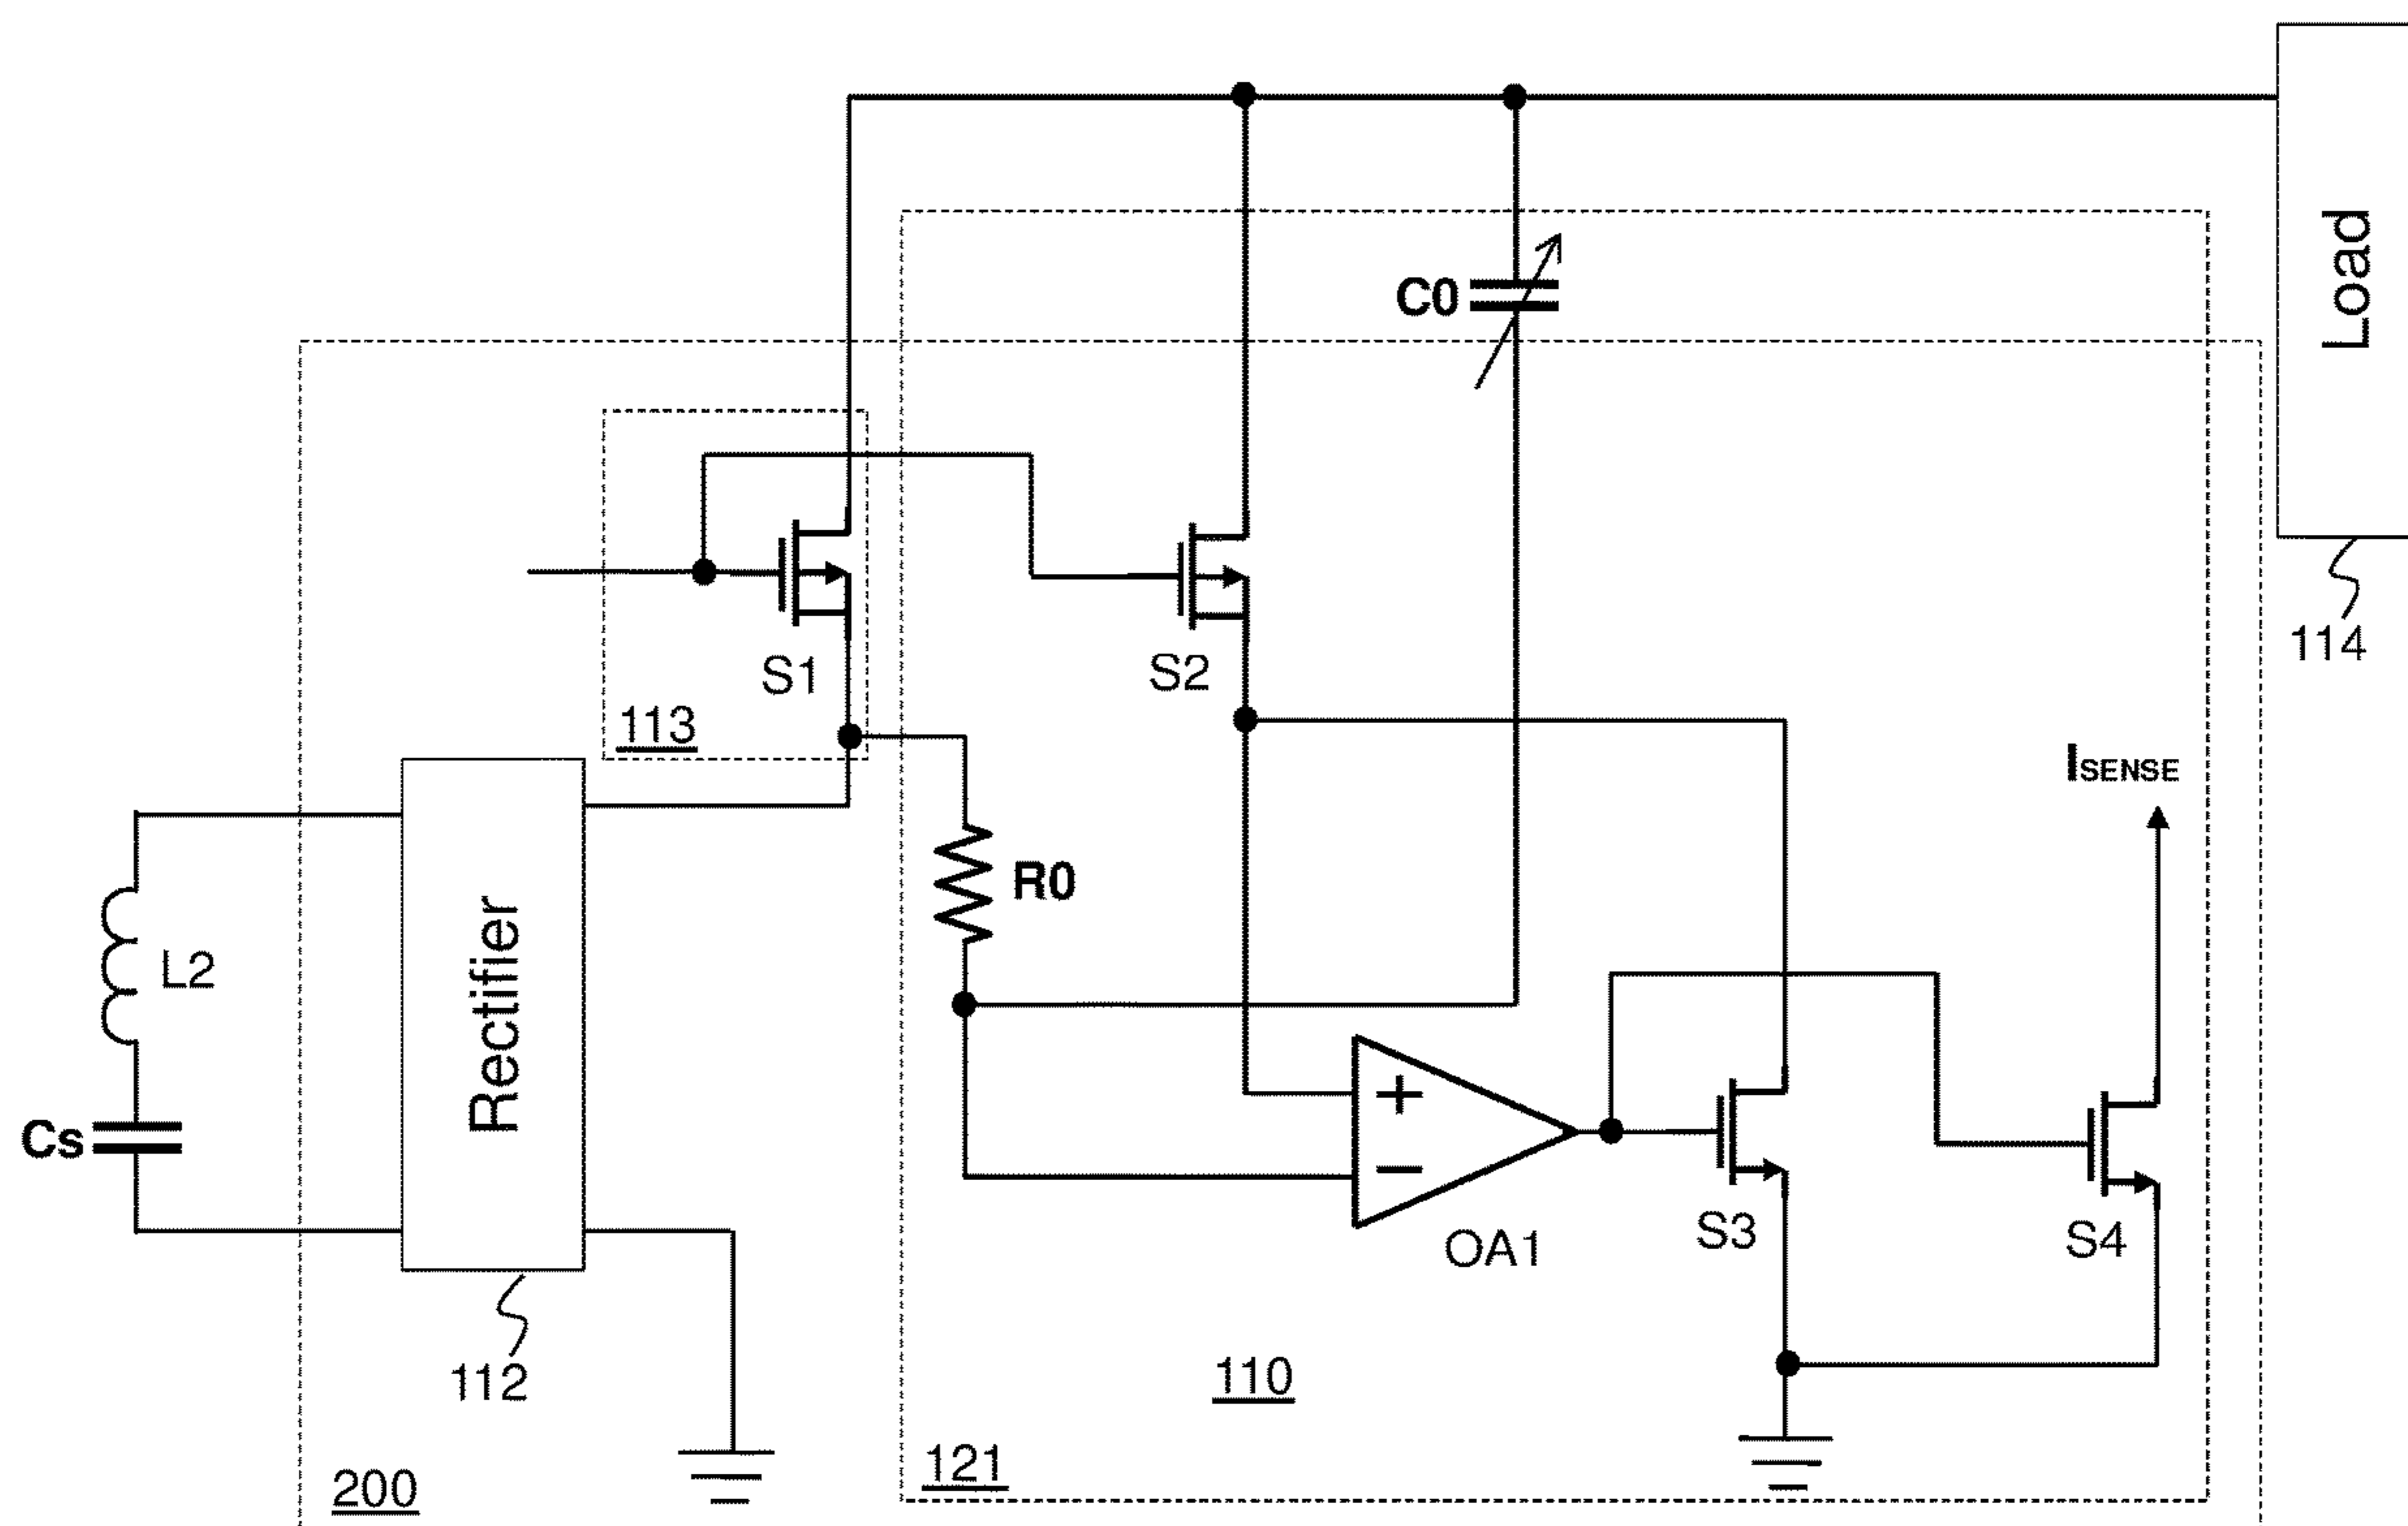 Load
C0
S1
S2
114
113
ISENSE
R0
L2
Rectifier
+
−
Cs
OA1
S3
S4
112
110
121
200